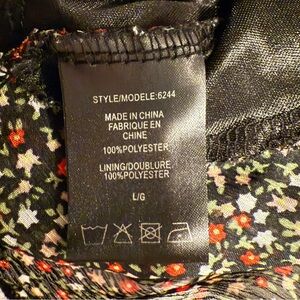 STYLE/MODELE:6244
MADE IN CHINA
FABRIQUE EN
CHINE
100%POLYESTER
LINING/DOUBLURE
100%POLYESTER
L/G